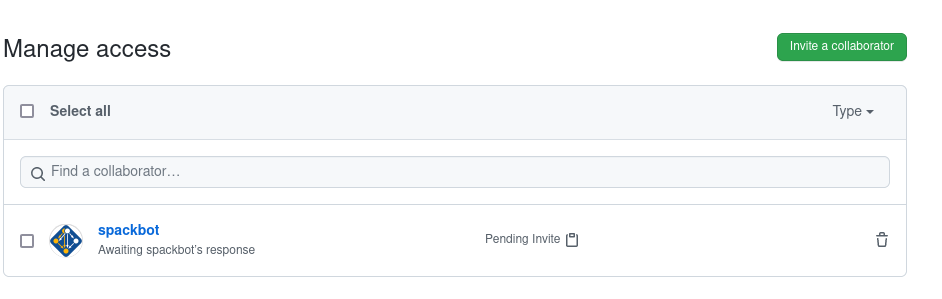 Manage access
Invite a collaborator
Select all
Type
Find a collaborator…
spackbot
Awaiting spackbot's response
Pending Invite